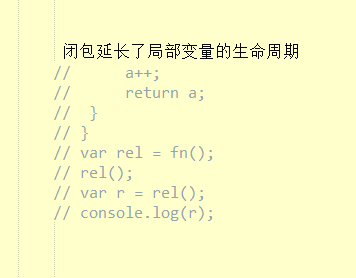 闭包延长了局部变量的生命周期
// a++;
// return a;
// }
// }
// var rel = fn();
// rel();
// var r = rel();
// console.log(r);